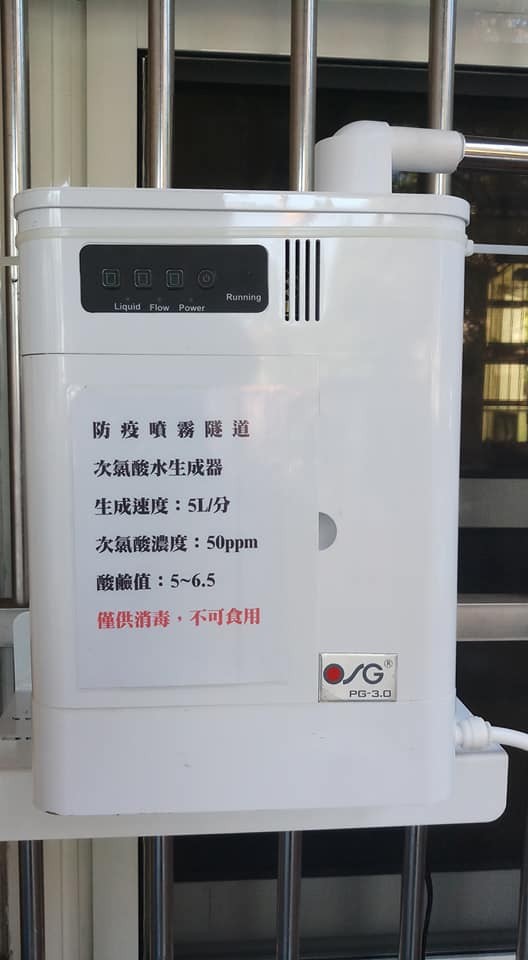 Liquid Flow Power Running
防疫噴霧隧道
次氯酸水生成器
生成速度：5L/分
次氯酸濃度：50ppm
酸鹼值：5~6.5
僅供消毒，不可食用
OSG®
PG-3.0